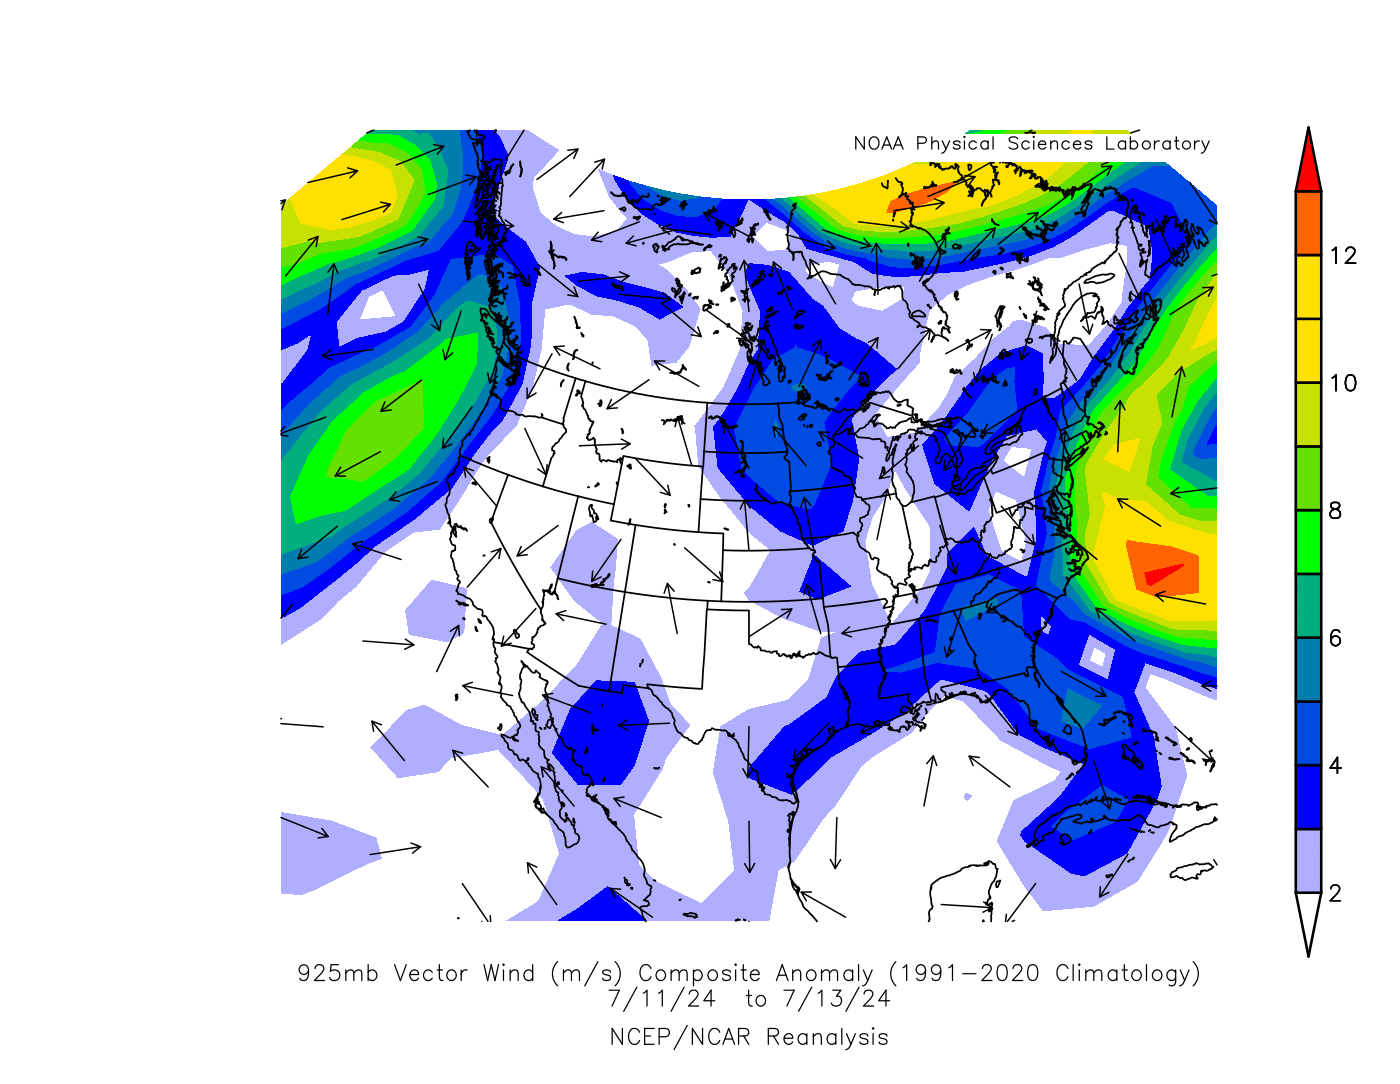 NOAA Physical Sciences Laboratory
12
10
8
6
4
2
925mb Vector Wind (m/s) Composite Anomaly (1991-2020 Climatology)
7/11/24 to 7/13/24
NCEP/NCAR Reanalysis